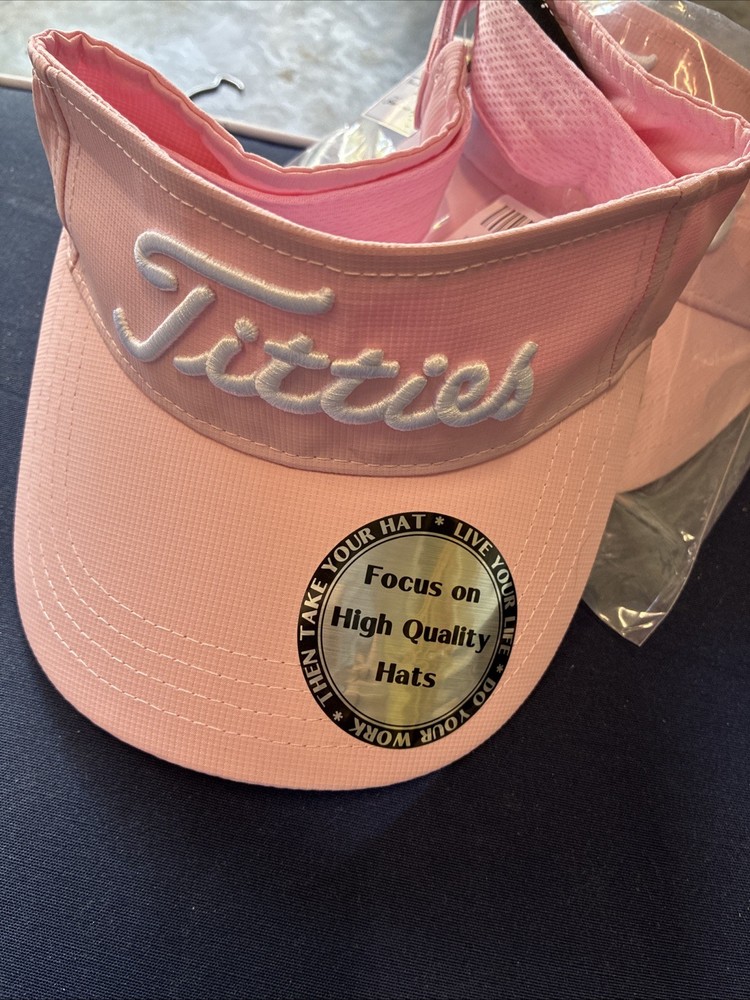 Titties
THEN TAKE YOUR HAT * LIVE YOUR LIFE * DO YOUR WORK *
Focus on
High Quality
Hats